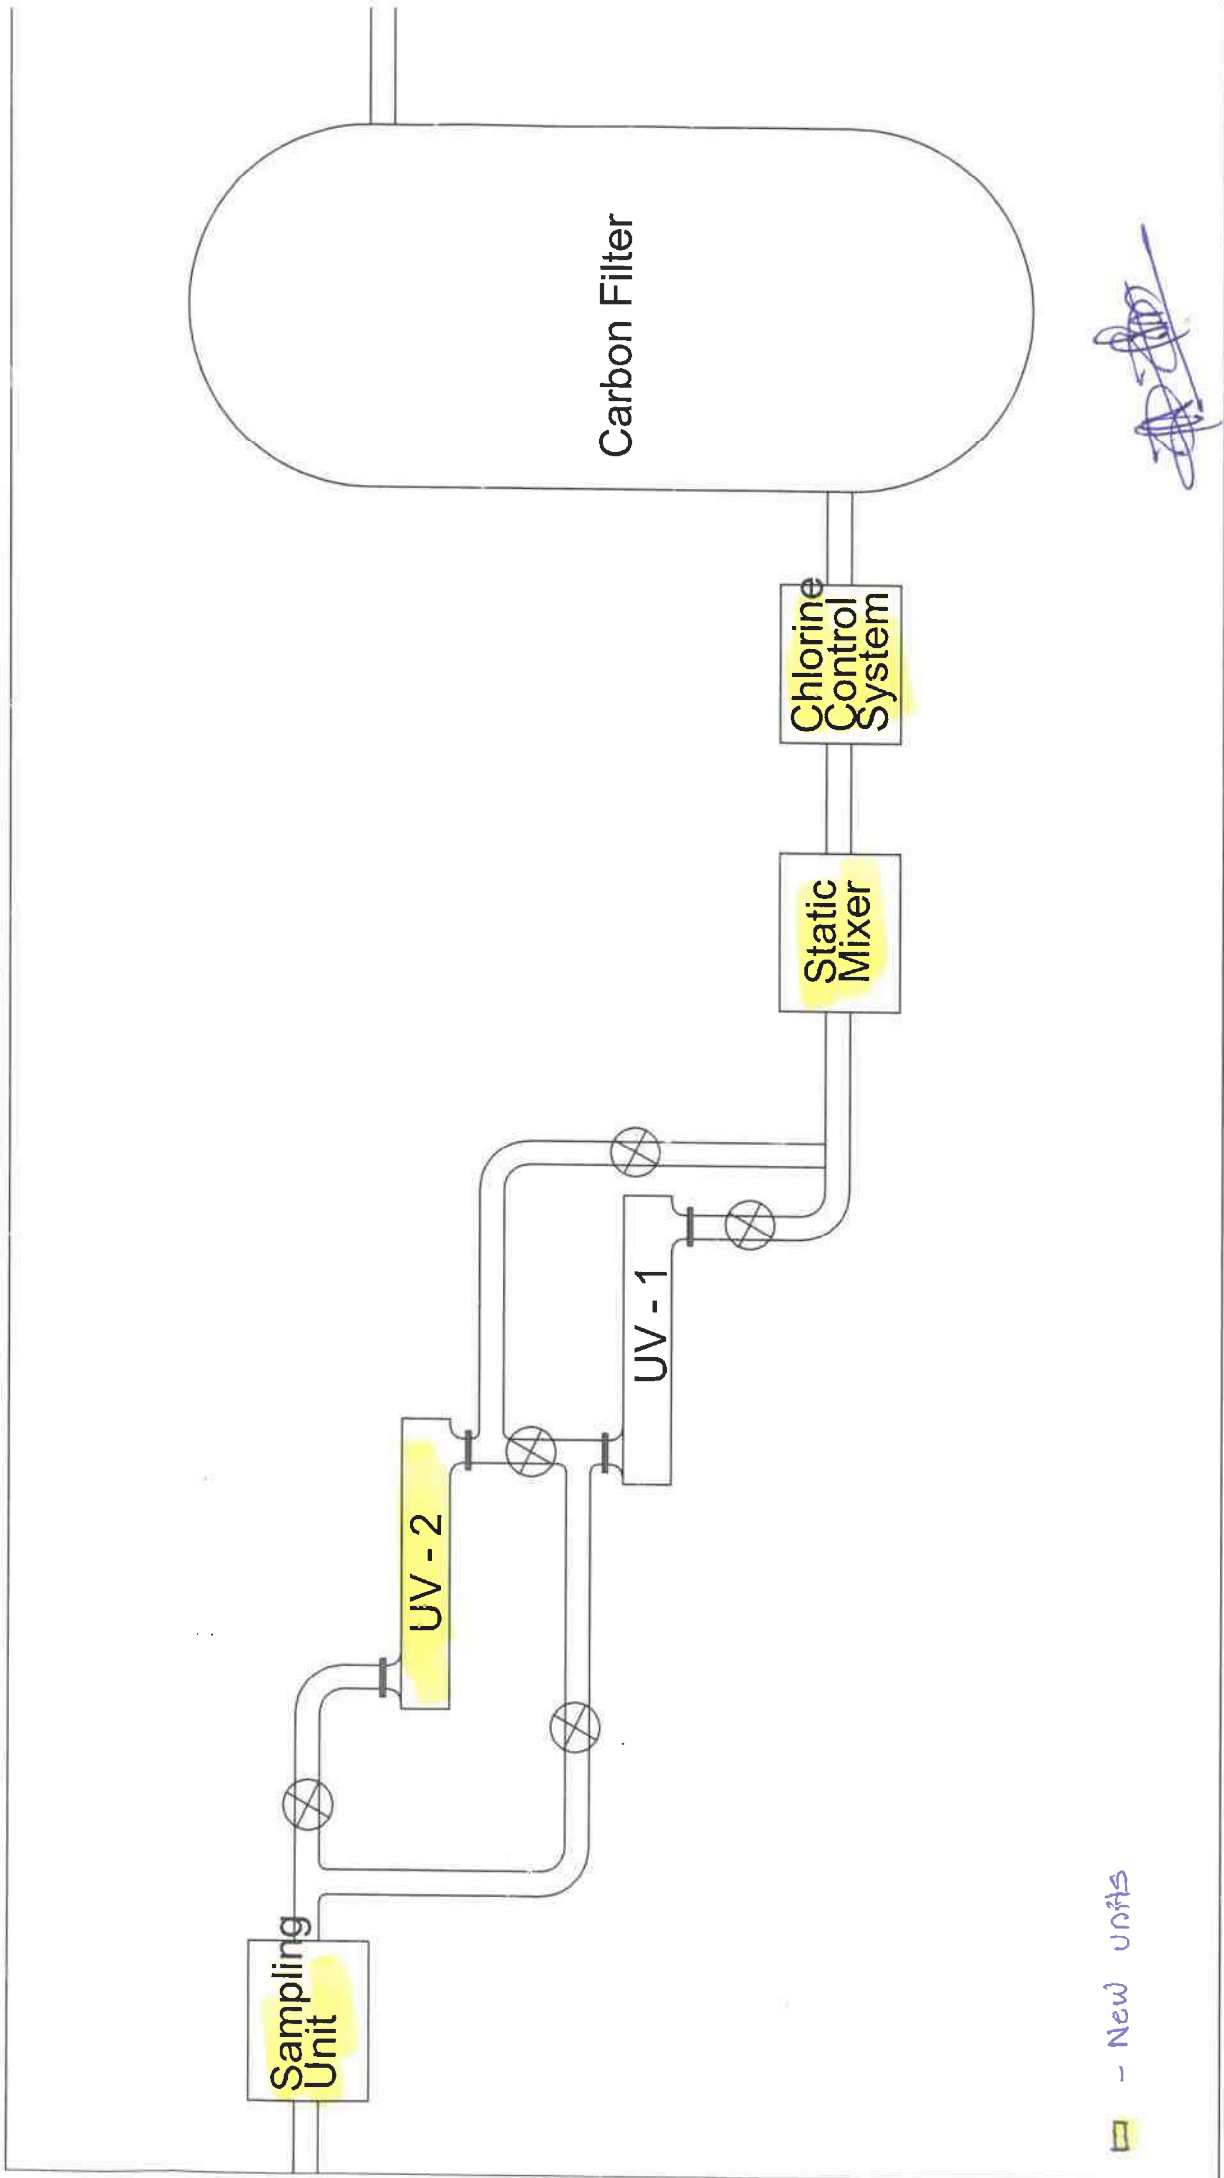 Sampling
Unit
UV - 2
UV - 1
Static
Mixer
Chlorine
Control
System
Carbon Filter
- New units